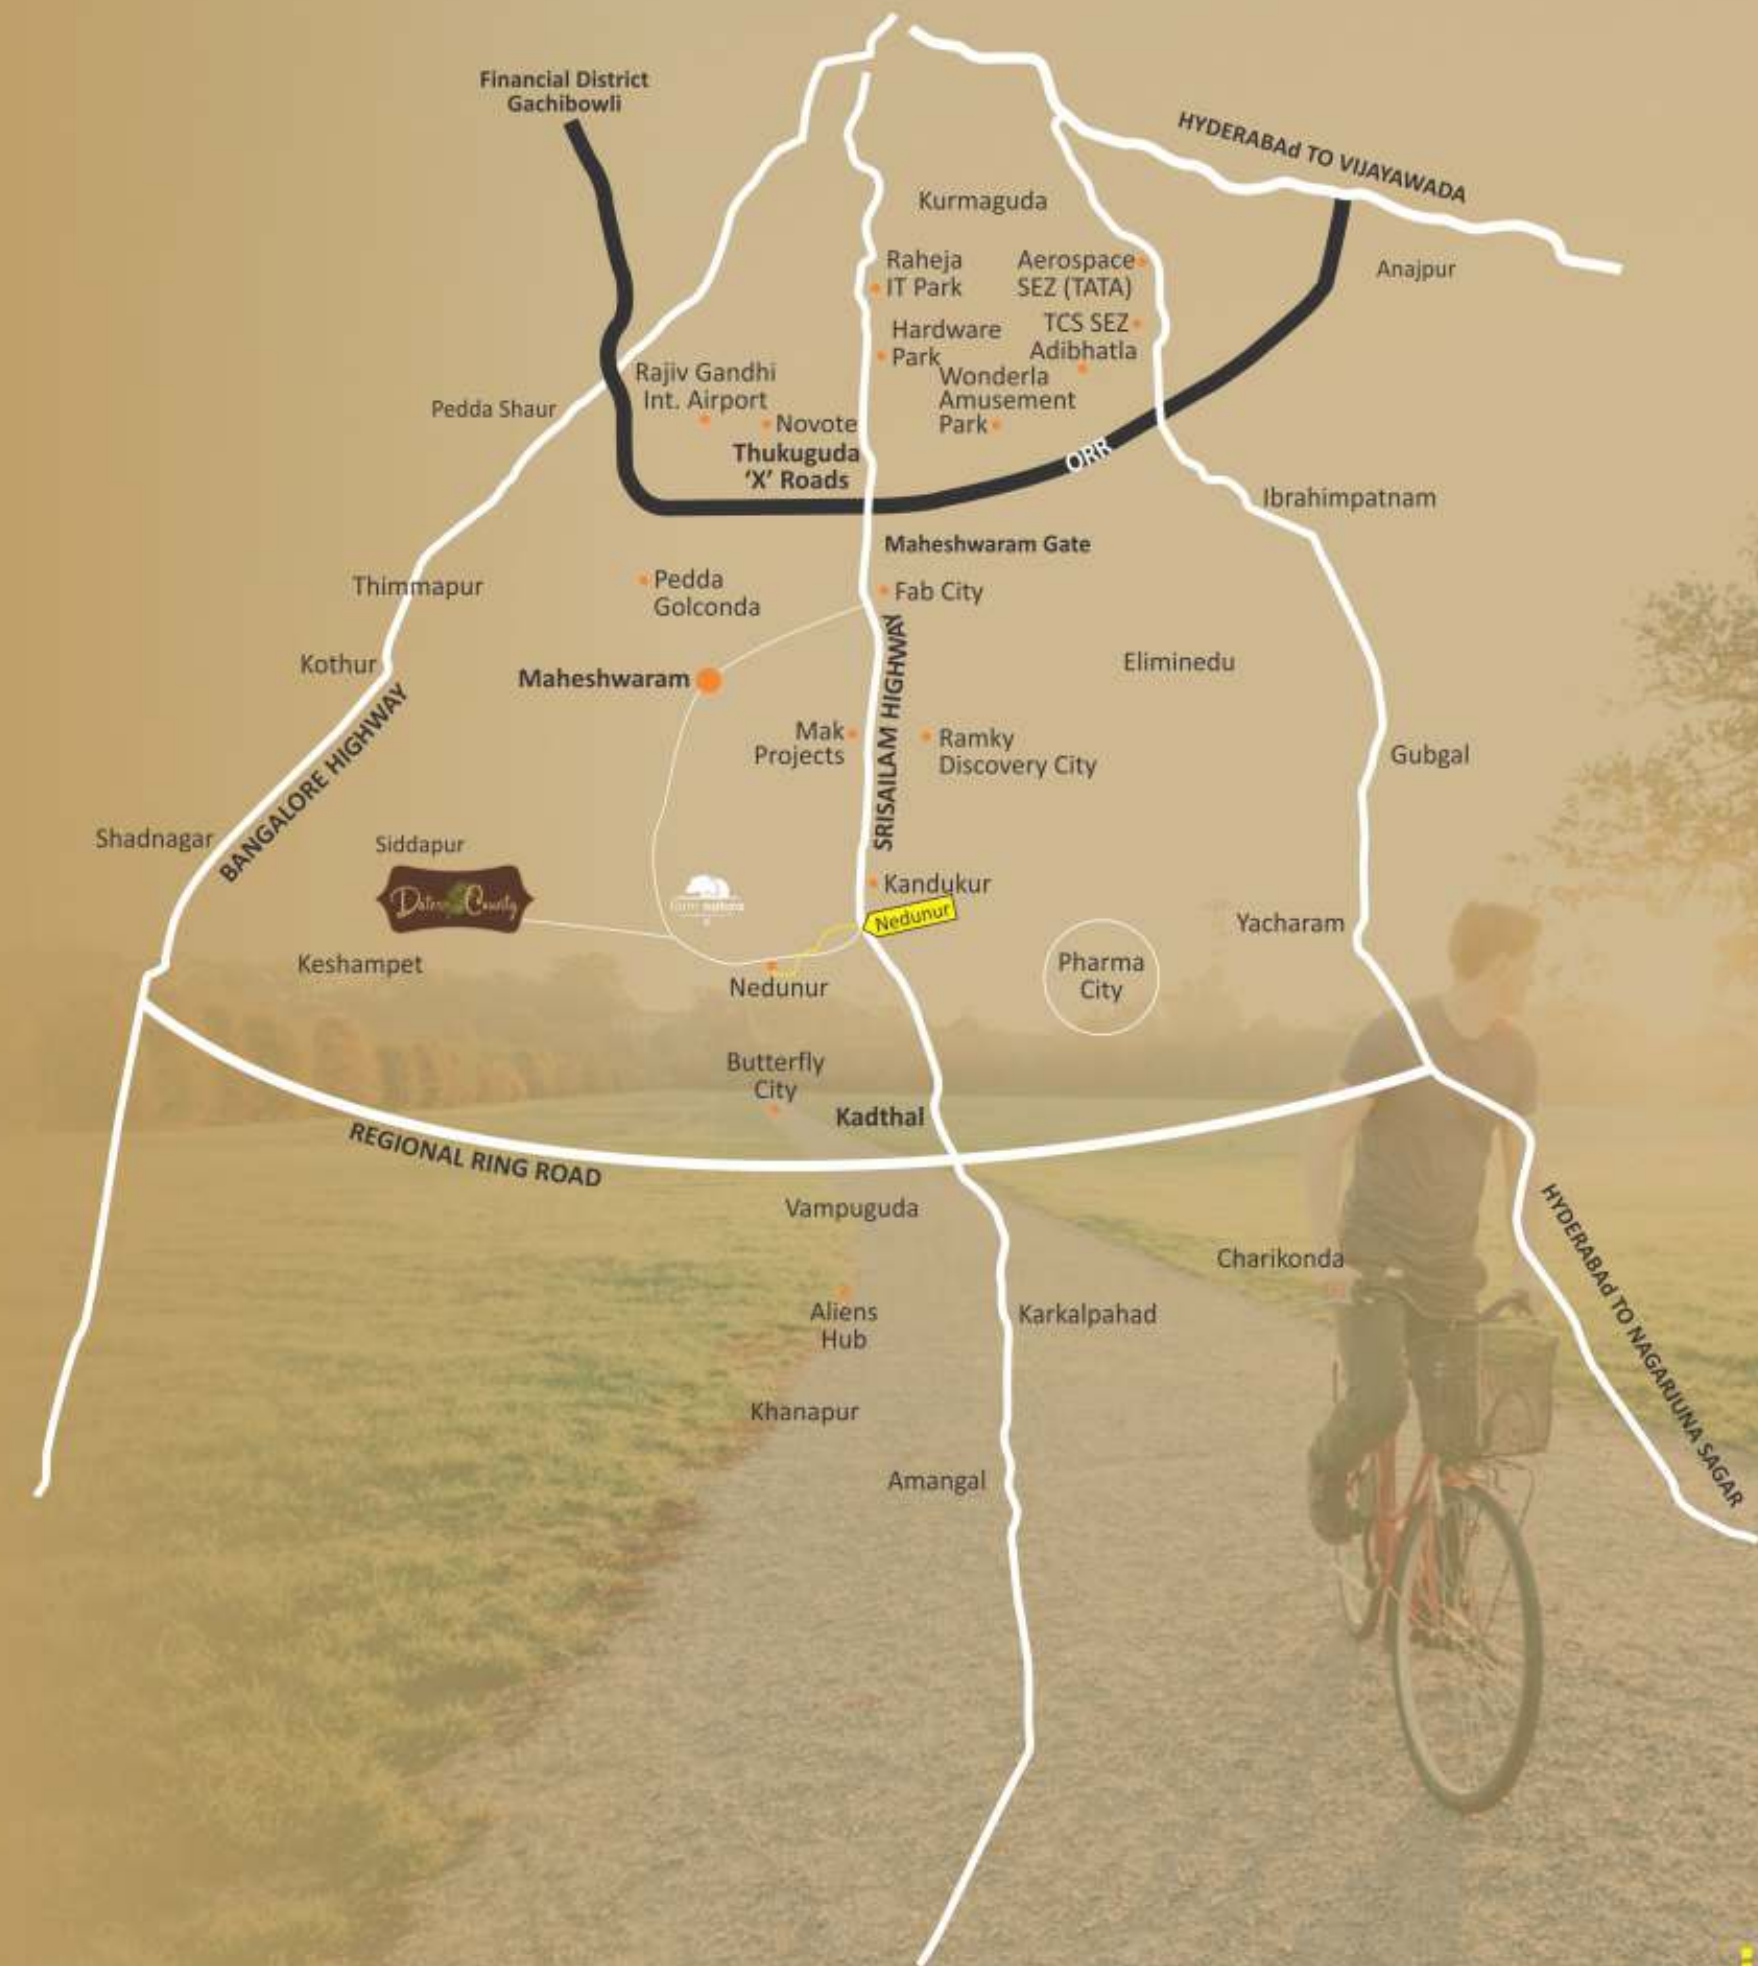 Financial District
Gachibowli
HYDERABAd TO VIJAYAWADA
Kurmaguda
Raheja
IT Park
Aerospace
SEZ (TATA)
Anajpur
Hardware
Park
TCS SEZ
Adibhatla
Rajiv Gandhi
Int. Airport
Wonderla
Amusement
Park
Pedda Shaur
Novote
Thukuguda
‘X’ Roads
ORR
Ibrahimpatnam
Maheshwaram Gate
Thimmapur
Pedda
Golconda
Fab City
Kothur
Maheshwaram
SRISAILAM HIGHWAY
Eliminedu
BANGALORE HIGHWAY
Mak
Projects
Ramky
Discovery City
Gubgal
Shadnagar
Siddapur
County
Kandukur
farm natura
Nedunur
Yacharam
Keshampet
Nedunur
Pharma
City
Butterfly
City
Kadthal
REGIONAL RING ROAD
Vampuguda
HYDERABAd TO NAGARJUNA SAGAR
Charikonda
Aliens
Hub
Karkalpahad
Khanapur
Amangal